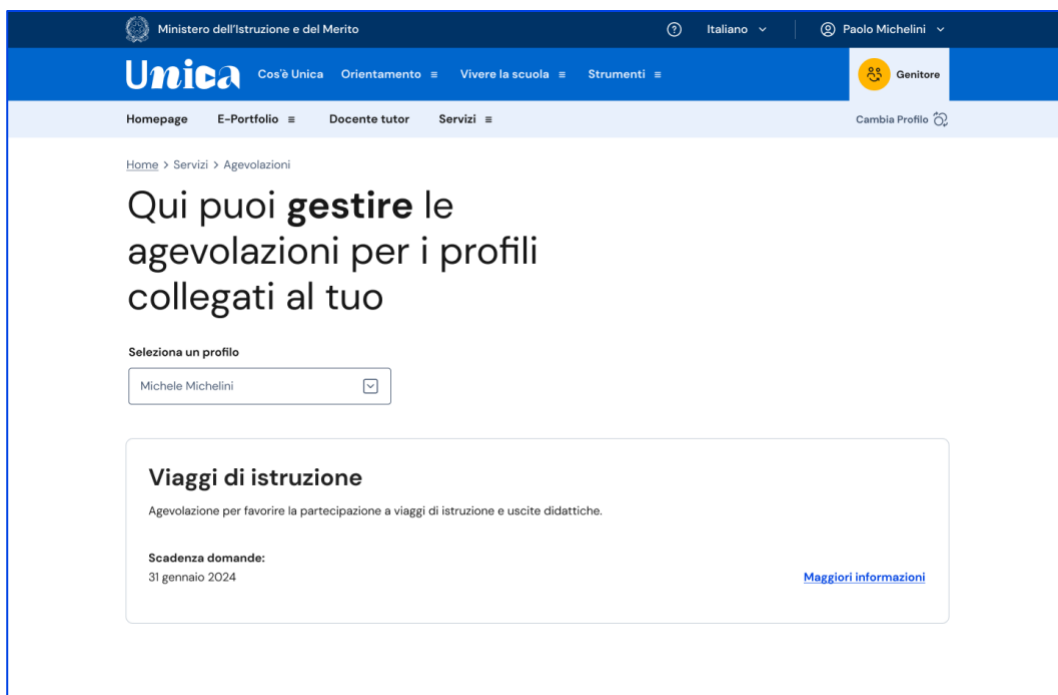 Ministero dell'Istruzione e del Merito
Italiano
Paolo Michelini
Unica
Cos'è Unica
Orientamento
Vivere la scuola
Strumenti
Genitore
Homepage
E-Portfolio
Docente tutor
Servizi
Cambia Profilo
Home > Servizi > Agevolazioni
Qui puoi gestire le
agevolazioni per i profili
collegati al tuo
Seleziona un profilo
Michele Michelini
Viaggi di istruzione
Agevolazione per favorire la partecipazione a viaggi di istruzione e uscite didattiche.
Scadenza domande:
31 gennaio 2024
Maggiori informazioni